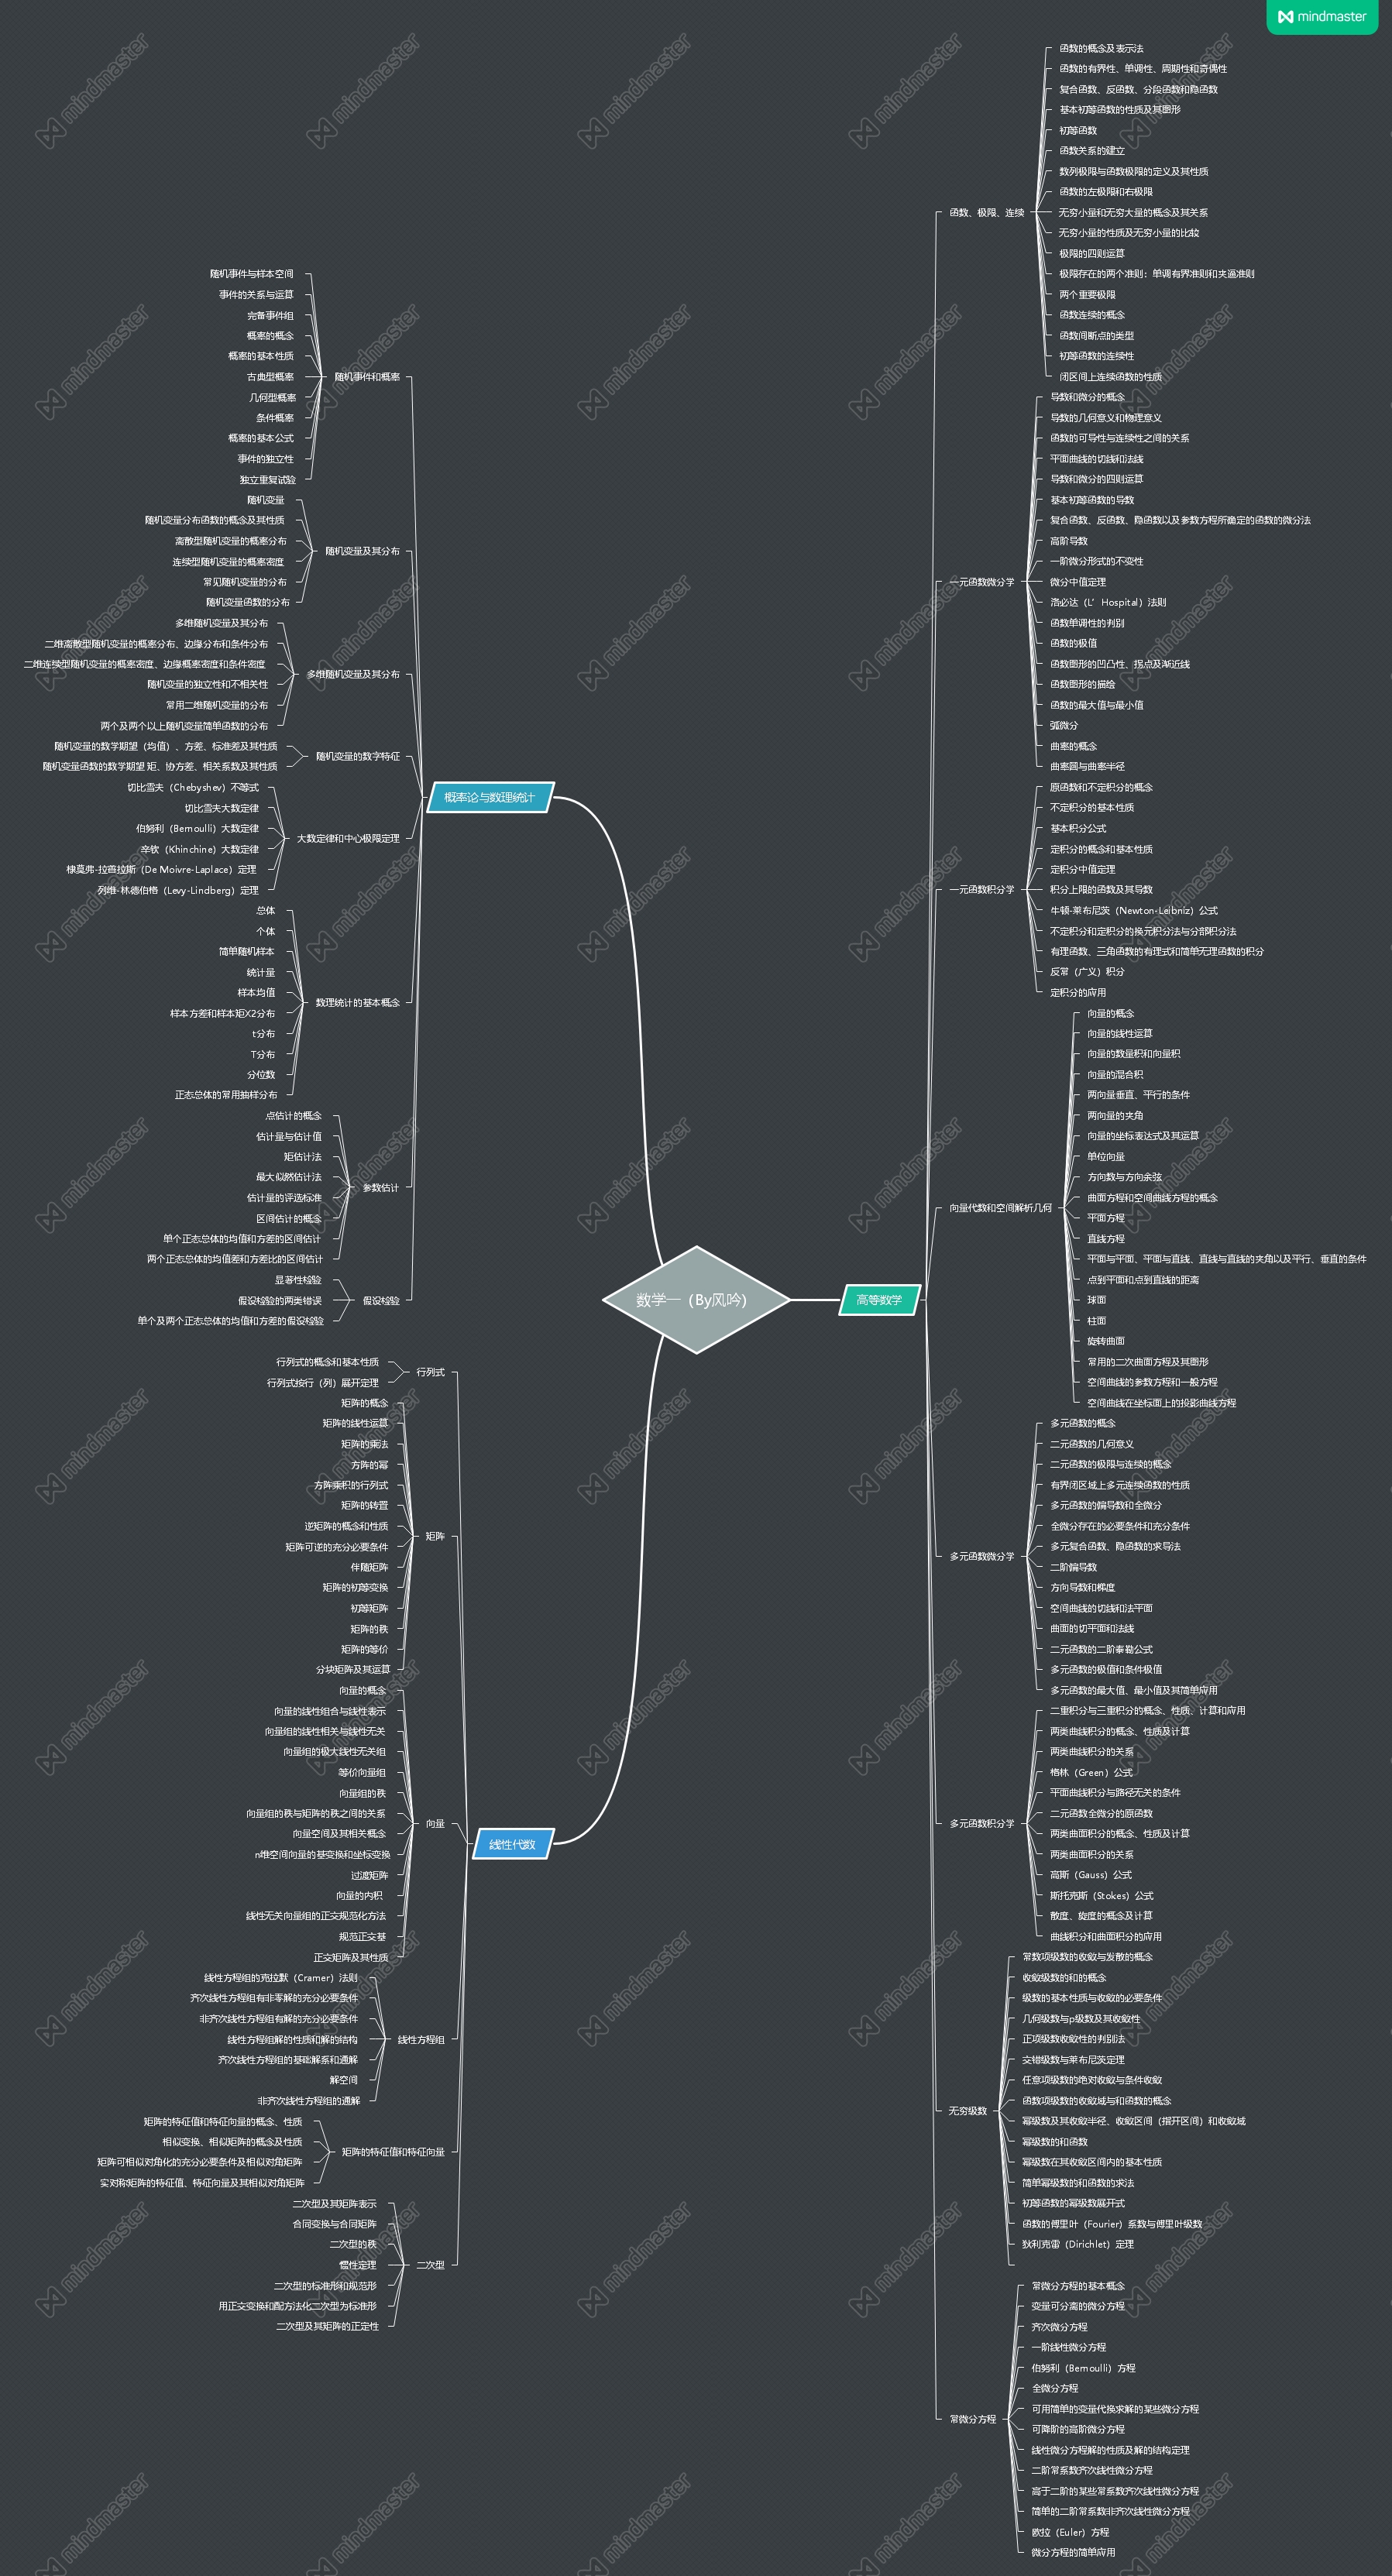 mindmaster
数学一（By风吟）
高等数学
函数、极限、连续
函数的概念及表示法
函数的有界性、单调性、周期性和奇偶性
复合函数、反函数、分段函数和隐函数
基本初等函数的性质及其图形
初等函数
函数关系的建立
数列极限与函数极限的定义及其性质
函数的左极限和右极限
无穷小量和无穷大量的概念及其关系
无穷小量的性质及无穷小量的比较
极限的四则运算
极限存在的两个准则：单调有界准则和夹逼准则
两个重要极限
函数连续的概念
函数间断点的类型
初等函数的连续性
闭区间上连续函数的性质
一元函数微分学
导数和微分的概念
导数的几何意义和物理意义
函数的可导性与连续性之间的关系
平面曲线的切线和法线
导数和微分的四则运算
基本初等函数的导数
复合函数、反函数、隐函数以及参数方程所确定的函数的微分法
高阶导数
一阶微分形式的不变性
微分中值定理
洛必达（L’Hospital）法则
函数单调性的判别
函数的极值
函数图形的凹凸性、拐点及渐近线
函数图形的描绘
函数的最大值与最小值
弧微分
曲率的概念
曲率圆与曲率半径
一元函数积分学
原函数和不定积分的概念
不定积分的基本性质
基本积分公式
定积分的概念和基本性质
定积分中值定理
积分上限的函数及其导数
牛顿-莱布尼茨（Newton-Leibniz）公式
不定积分和定积分的换元积分法与分部积分法
有理函数、三角函数的有理式和简单无理函数的积分
反常（广义）积分
定积分的应用
向量代数和空间解析几何
向量的概念
向量的线性运算
向量的数量积和向量积
向量的混合积
两向量垂直、平行的条件
两向量的夹角
向量的坐标表达式及其运算
单位向量
方向数与方向余弦
曲面方程和空间曲线方程的概念
平面方程
直线方程
平面与平面、平面与直线、直线与直线的夹角以及平行、垂直的条件
点到平面和点到直线的距离
球面
柱面
旋转曲面
常用的二次曲面方程及其图形
空间曲线的参数方程和一般方程
空间曲线在坐标面上的投影曲线方程
多元函数微分学
多元函数的概念
二元函数的几何意义
二元函数的极限与连续的概念
有界闭区域上多元连续函数的性质
多元函数的偏导数和全微分
全微分存在的必要条件和充分条件
多元复合函数、隐函数的求导法
二阶偏导数
方向导数和梯度
空间曲线的切线和法平面
曲面的切平面和法线
二元函数的二阶泰勒公式
多元函数的极值和条件极值
多元函数的最大值、最小值及其简单应用
多元函数积分学
二重积分与三重积分的概念、性质、计算和应用
两类曲线积分的概念、性质及计算
两类曲线积分的关系
格林（Green）公式
平面曲线积分与路径无关的条件
二元函数全微分的原函数
两类曲面积分的概念、性质及计算
两类曲面积分的关系
高斯（Gauss）公式
斯托克斯（Stokes）公式
散度、旋度的概念及计算
曲线积分和曲面积分的应用
无穷级数
常数项级数的收敛与发散的概念
收敛级数的和的概念
级数的基本性质与收敛的必要条件
几何级数与p级数及其收敛性
正项级数收敛性的判别法
交错级数与莱布尼茨定理
任意项级数的绝对收敛与条件收敛
函数项级数的收敛域与和函数的概念
幂级数及其收敛半径、收敛区间（指开区间）和收敛域
幂级数的和函数
幂级数在其收敛区间内的基本性质
简单幂级数的和函数的求法
初等函数的幂级数展开式
函数的傅里叶（Fourier）系数与傅里叶级数
狄利克雷（Dirichlet）定理
常微分方程
常微分方程的基本概念
变量可分离的微分方程
齐次微分方程
一阶线性微分方程
伯努利（Bernoulli）方程
全微分方程
可用简单的变量代换求解的某些微分方程
可降阶的高阶微分方程
线性微分方程解的性质及解的结构定理
二阶常系数齐次线性微分方程
高于二阶的某些常系数齐次线性微分方程
简单的二阶常系数非齐次线性微分方程
欧拉（Euler）方程
微分方程的简单应用
概率论与数理统计
随机事件和概率
随机事件与样本空间
事件的关系与运算
完备事件组
概率的概念
概率的基本性质
古典型概率
几何型概率
条件概率
概率的基本公式
事件的独立性
独立重复试验
随机变量及其分布
随机变量
随机变量分布函数的概念及其性质
离散型随机变量的概率分布
连续型随机变量的概率密度
常见随机变量的分布
随机变量函数的分布
多维随机变量及其分布
多维随机变量及其分布
二维离散型随机变量的概率分布、边缘分布和条件分布
二维连续型随机变量的概率密度、边缘概率密度和条件密度
随机变量的独立性和不相关性
常用二维随机变量的分布
两个及两个以上随机变量简单函数的分布
随机变量的数字特征
随机变量的数学期望（均值）、方差、标准差及其性质
随机变量函数的数学期望 矩、协方差、相关系数及其性质
大数定律和中心极限定理
切比雪夫（Chebyshev）不等式
切比雪夫大数定律
伯努利（Bernoulli）大数定律
辛钦（Khinchine）大数定律
棣莫弗-拉普拉斯（De Moivre-Laplace）定理
列维-林德伯格（Levy-Lindberg）定理
数理统计的基本概念
总体
个体
简单随机样本
统计量
样本均值
样本方差和样本矩X2分布
t分布
T分布
分位数
正态总体的常用抽样分布
参数估计
点估计的概念
估计量与估计值
矩估计法
最大似然估计法
估计量的评选标准
区间估计的概念
单个正态总体的均值和方差的区间估计
两个正态总体的均值差和方差比的区间估计
假设检验
显著性检验
假设检验的两类错误
单个及两个正态总体的均值和方差的假设检验
线性代数
行列式
行列式的概念和基本性质
行列式按行（列）展开定理
矩阵
矩阵的概念
矩阵的线性运算
矩阵的乘法
方阵的幂
方阵乘积的行列式
矩阵的转置
逆矩阵的概念和性质
矩阵可逆的充分必要条件
伴随矩阵
矩阵的初等变换
初等矩阵
矩阵的秩
矩阵的等价
分块矩阵及其运算
向量
向量的概念
向量的线性组合与线性表示
向量组的线性相关与线性无关
向量组的极大线性无关组
等价向量组
向量组的秩
向量组的秩与矩阵的秩之间的关系
向量空间及其相关概念
n维空间向量的基变换和坐标变换
过渡矩阵
向量的内积
线性无关向量组的正交规范化方法
规范正交基
正交矩阵及其性质
线性方程组
线性方程组的克拉默（Cramer）法则
齐次线性方程组有非零解的充分必要条件
非齐次线性方程组有解的充分必要条件
线性方程组解的性质和解的结构
齐次线性方程组的基础解系和通解
解空间
非齐次线性方程组的通解
矩阵的特征值和特征向量
矩阵的特征值和特征向量的概念、性质
相似变换、相似矩阵的概念及性质
矩阵可相似对角化的充分必要条件及相似对角矩阵
实对称矩阵的特征值、特征向量及其相似对角矩阵
二次型
二次型及其矩阵表示
合同变换与合同矩阵
二次型的秩
惯性定理
二次型的标准形和规范形
用正交变换和配方法化二次型为标准形
二次型及其矩阵的正定性